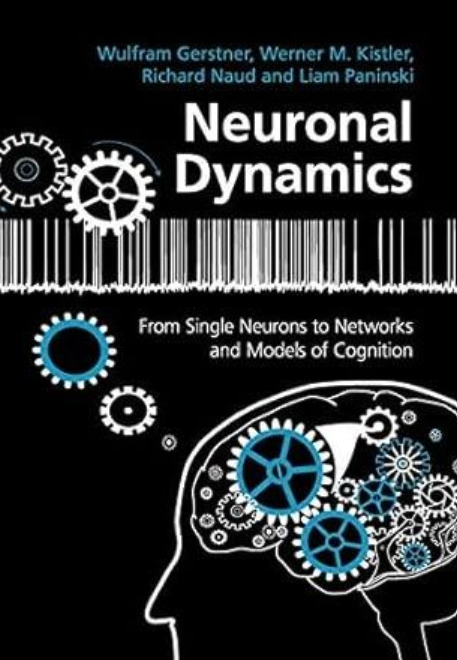 Wulfram Gerstner, Werner M. Kistler,
Richard Naud and Liam Paninski
Neuronal
Dynamics
From Single Neurons to Networks
and Models of Cognition